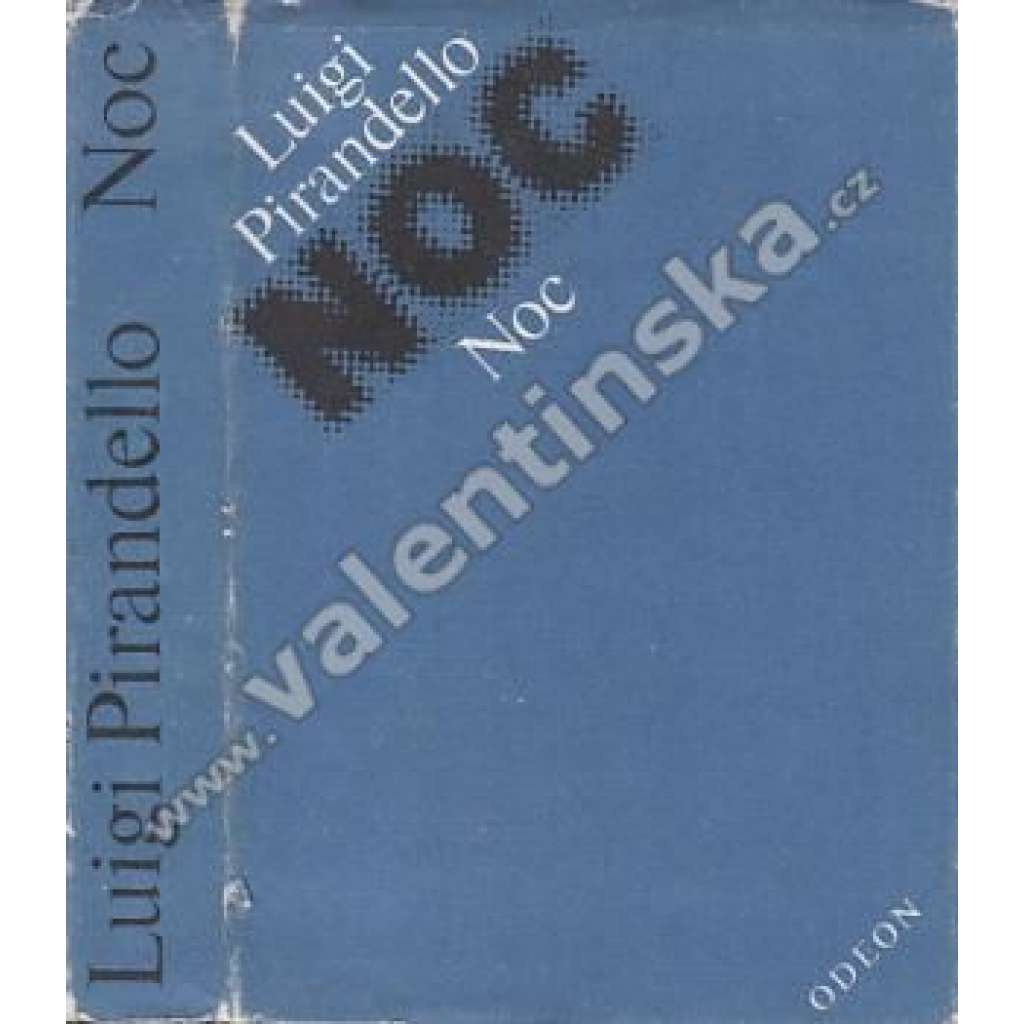 Luigi Pirandello Noc
Luigi
Pirandello
NOC
Noc
www.valentinska.cz
ODEON